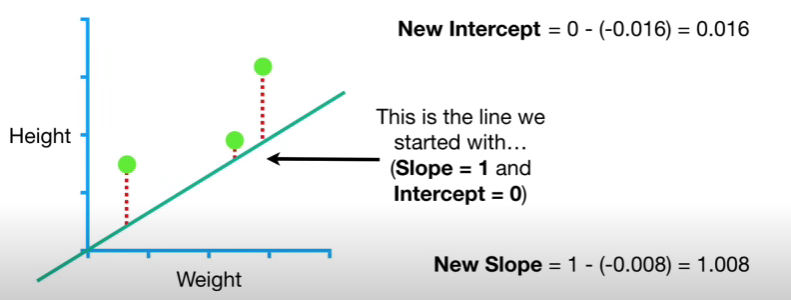 New Intercept = 0 - (-0.016) = 0.016
Height
This is the line we
started with…
(Slope = 1 and
Intercept = 0)
Weight
New Slope = 1 - (-0.008) = 1.008